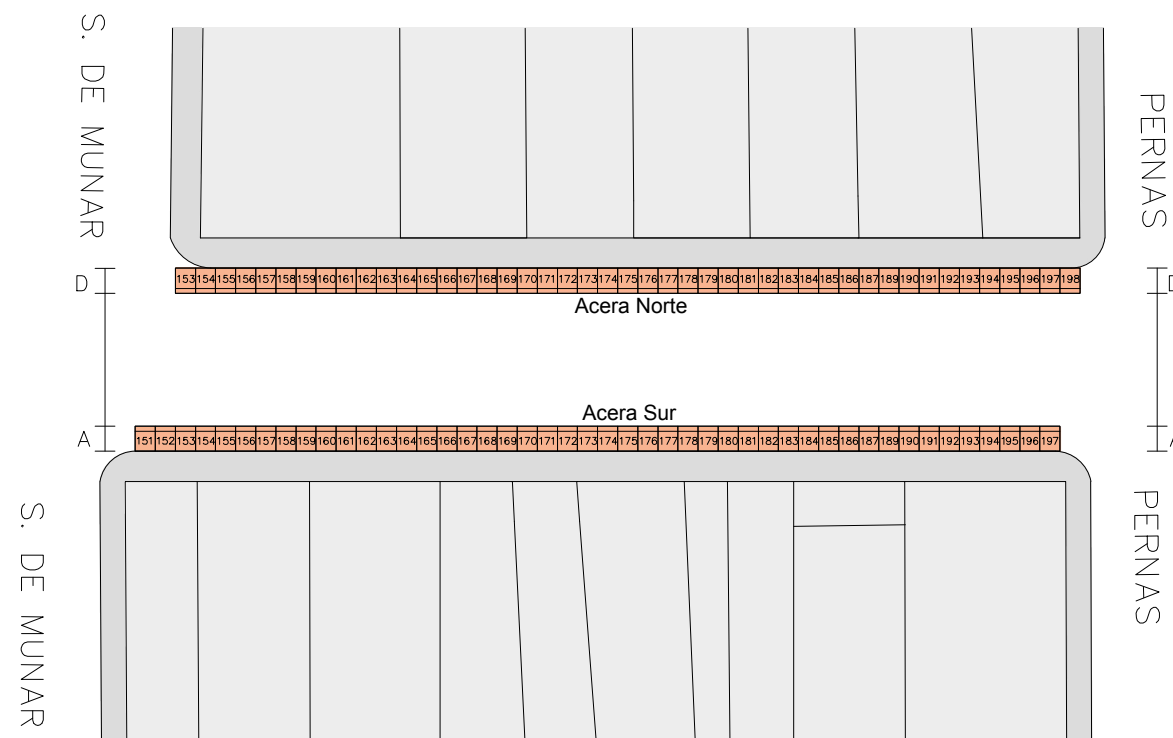 S. DE MUNAR
PERNAS
D
153 154 155 156 157 158 159 160 161 162 163 164 165 166 167 168 169 170 171 172 173 174 175 176 177 178 179 180 181 182 183 184 185 186 187 189 190 191 192 193 194 195 196 197 198
Acera Norte
Acera Sur
A
151 152 153 154 155 156 157 158 159 160 161 162 163 164 165 166 167 168 169 170 171 172 173 174 175 176 177 178 179 180 181 182 183 184 185 186 187 189 190 191 192 193 194 195 196 197
S. DE MUNAR
PERNAS